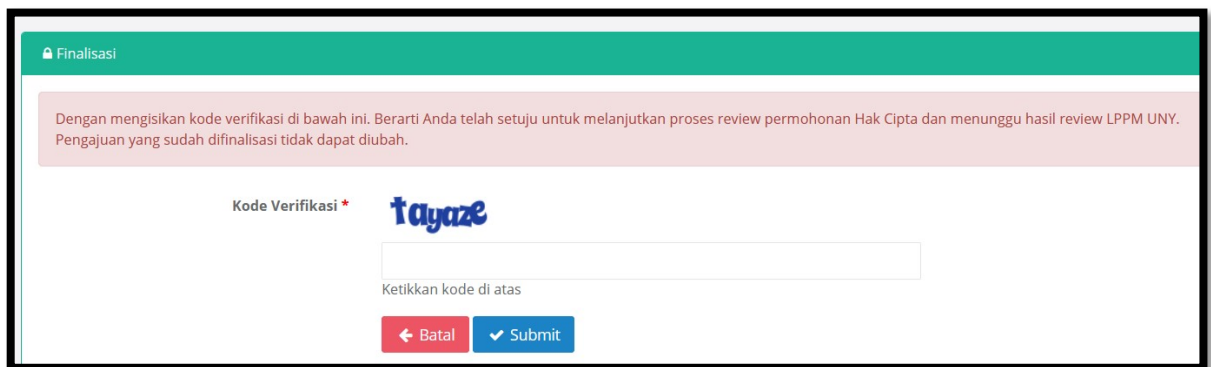 Finalisasi
Dengan mengisikan kode verifikasi di bawah ini. Berarti Anda telah setuju untuk melanjutkan proses review permohonan Hak Cipta dan menunggu hasil review LPPM UNY.
Pengajuan yang sudah difinalisasi tidak dapat diubah.
Kode Verifikasi * tayaze
Ketikkan kode di atas
Batal Submit